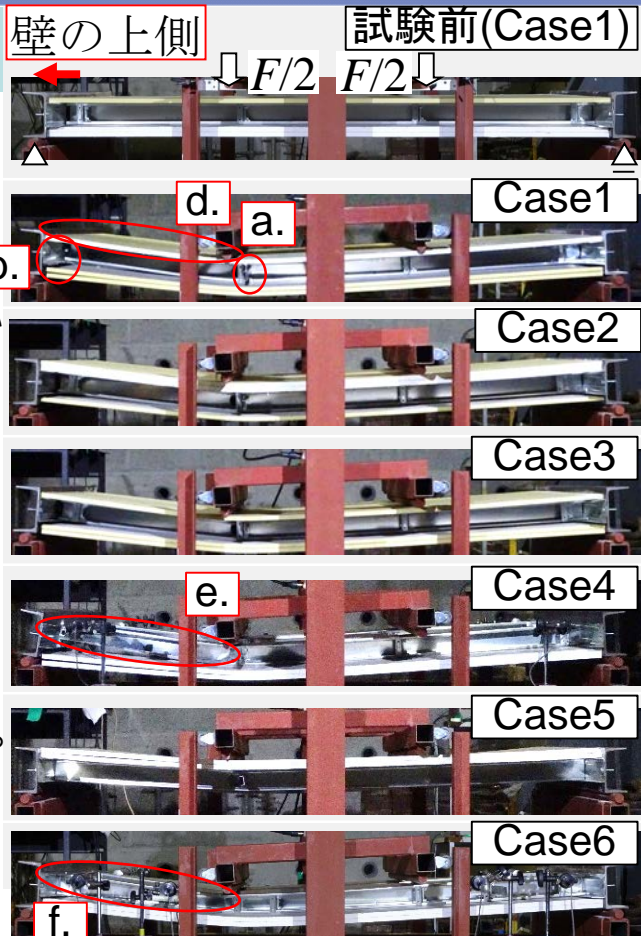 壁の上側
試験前(Case1)
F/2 F/2
Case1
d.
a.
Case2
Case3
Case4
e.
Case5
Case6
f.